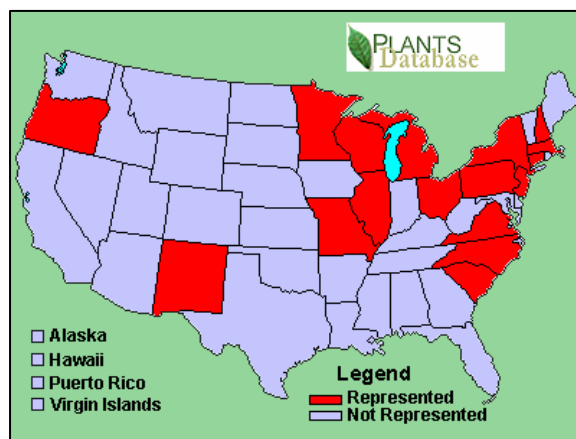 PLANTS
Database
Alaska
Hawaii
Puerto Rico
Virgin Islands
Legend
Represented
Not Represented